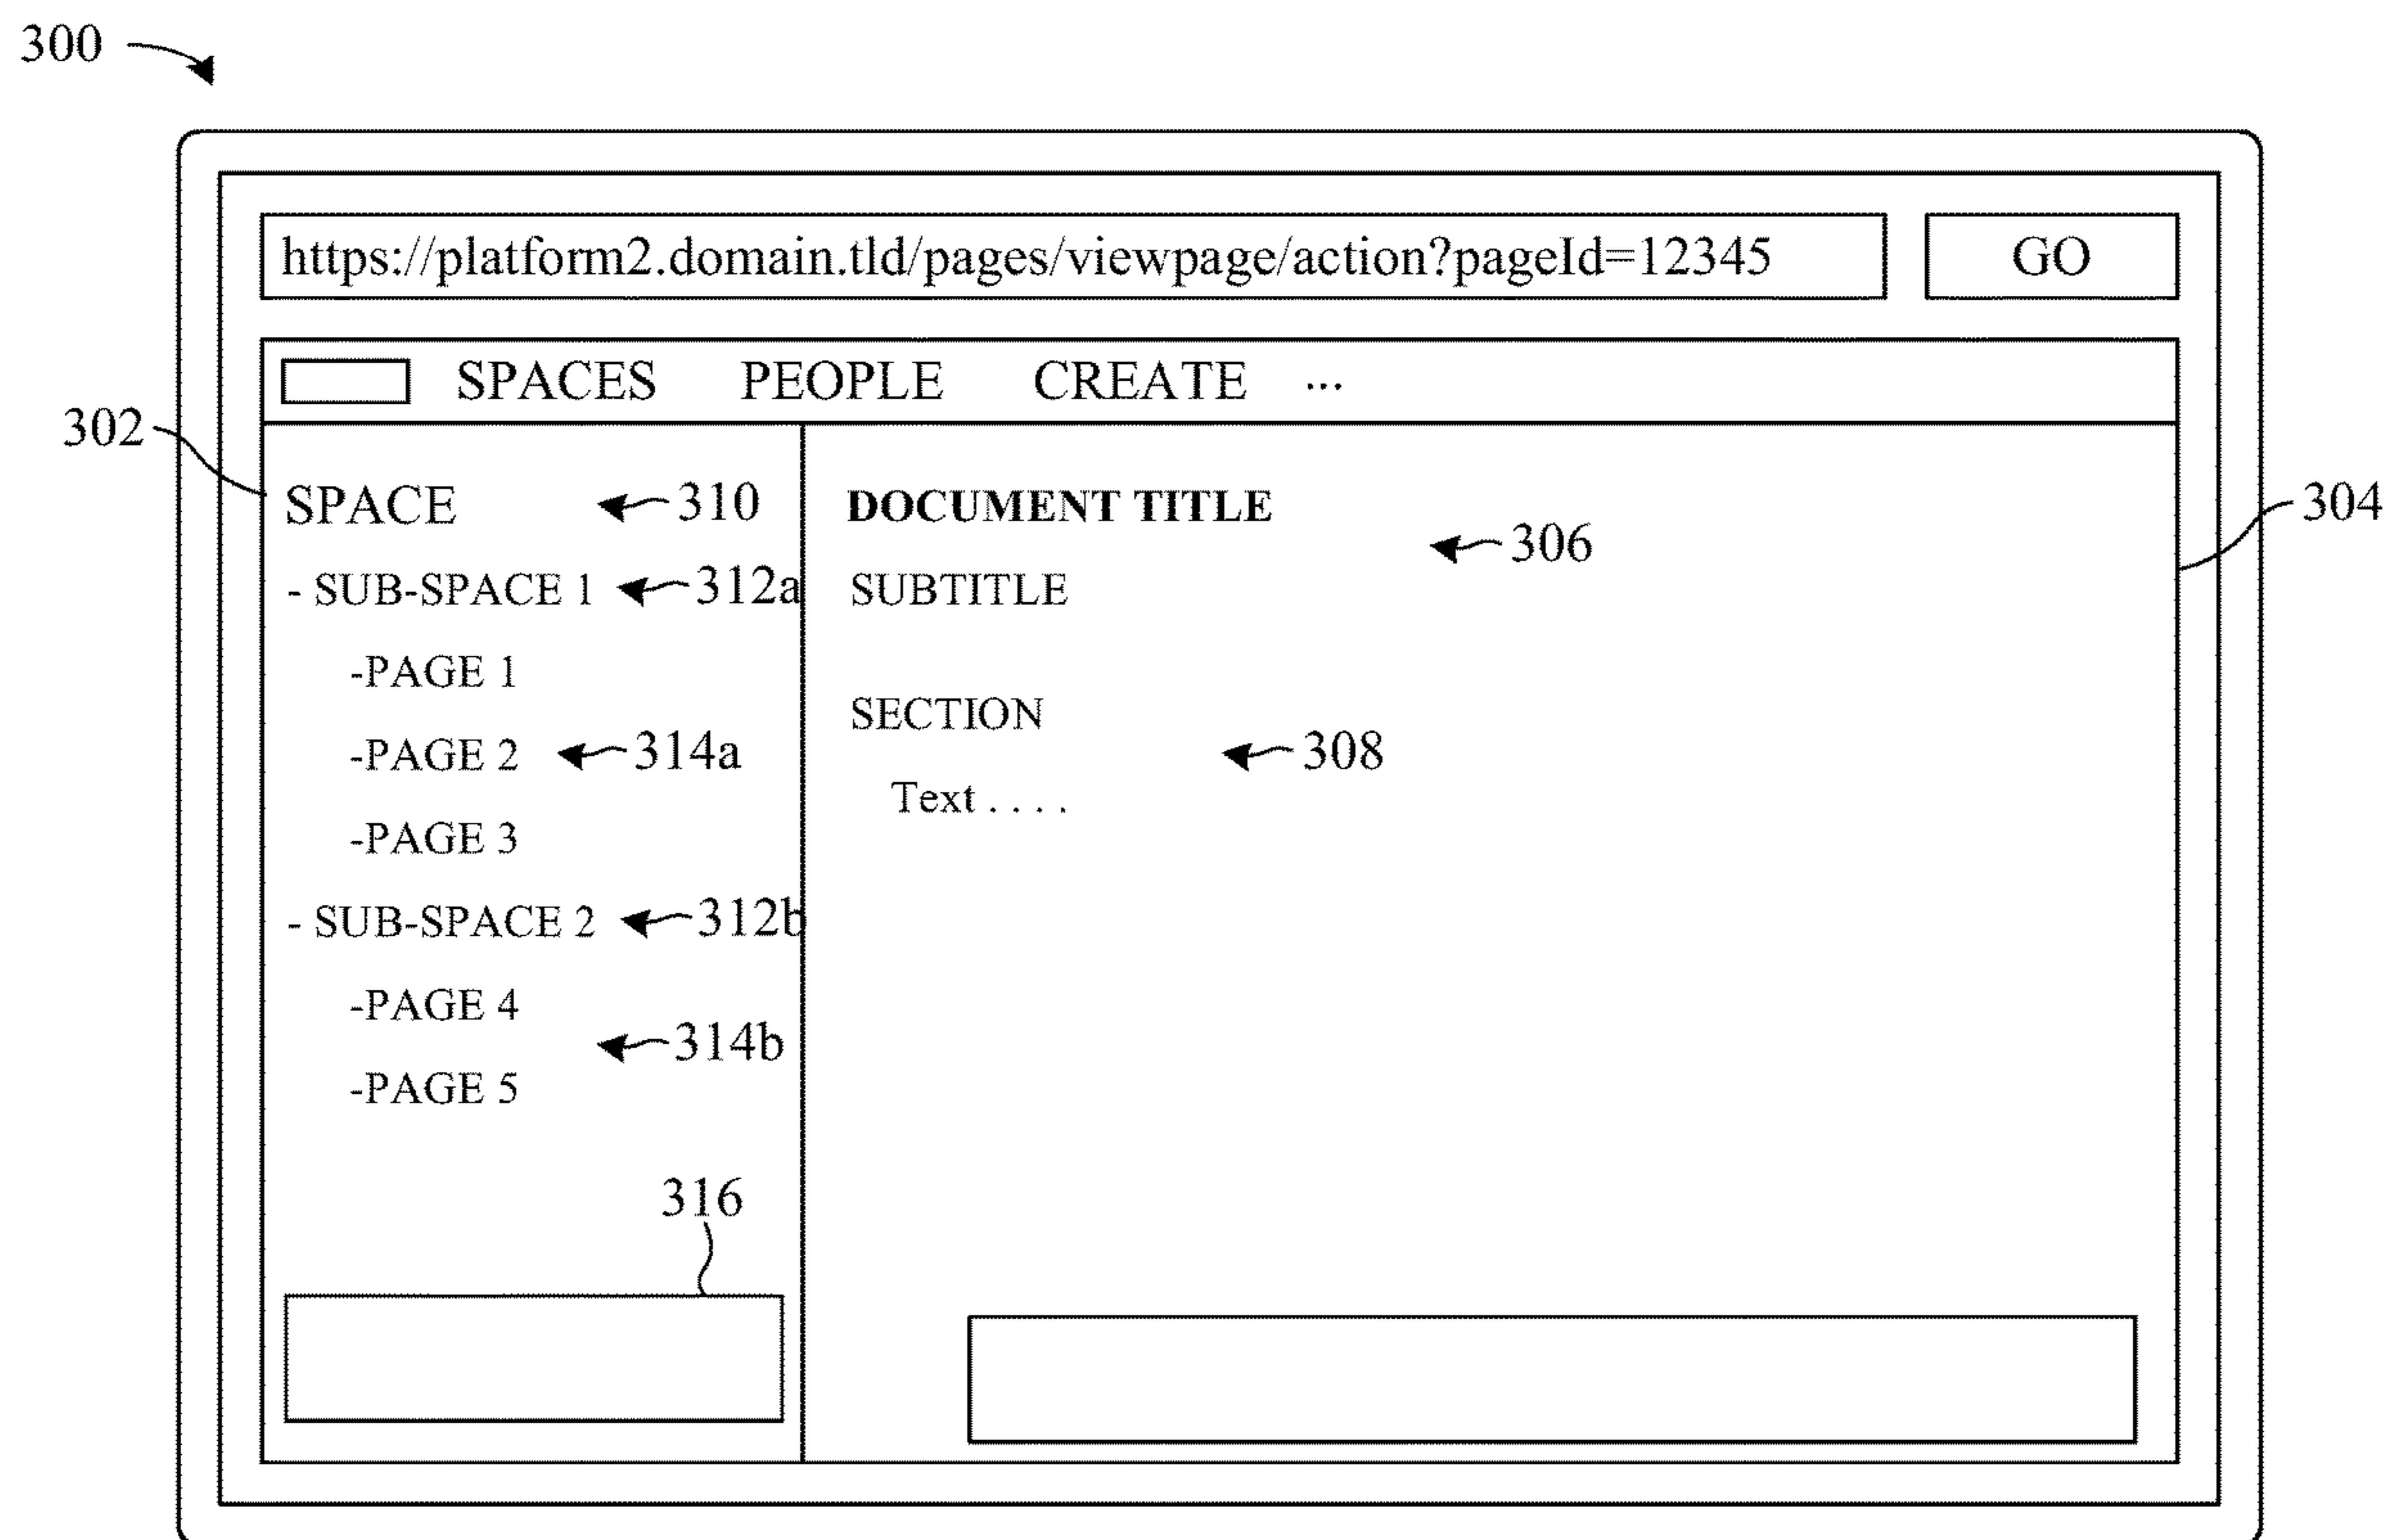 300
https://platform2.domain.tld/pages/viewpage/action?pageId=12345 GO
SPACES PEOPLE CREATE ...
302
SPACE 310
- SUB-SPACE 1 312a
-PAGE 1
-PAGE 2 314a
-PAGE 3
- SUB-SPACE 2 312b
-PAGE 4
314b
-PAGE 5
316
DOCUMENT TITLE
304
306
SUBTITLE
SECTION
308
Text . . . .